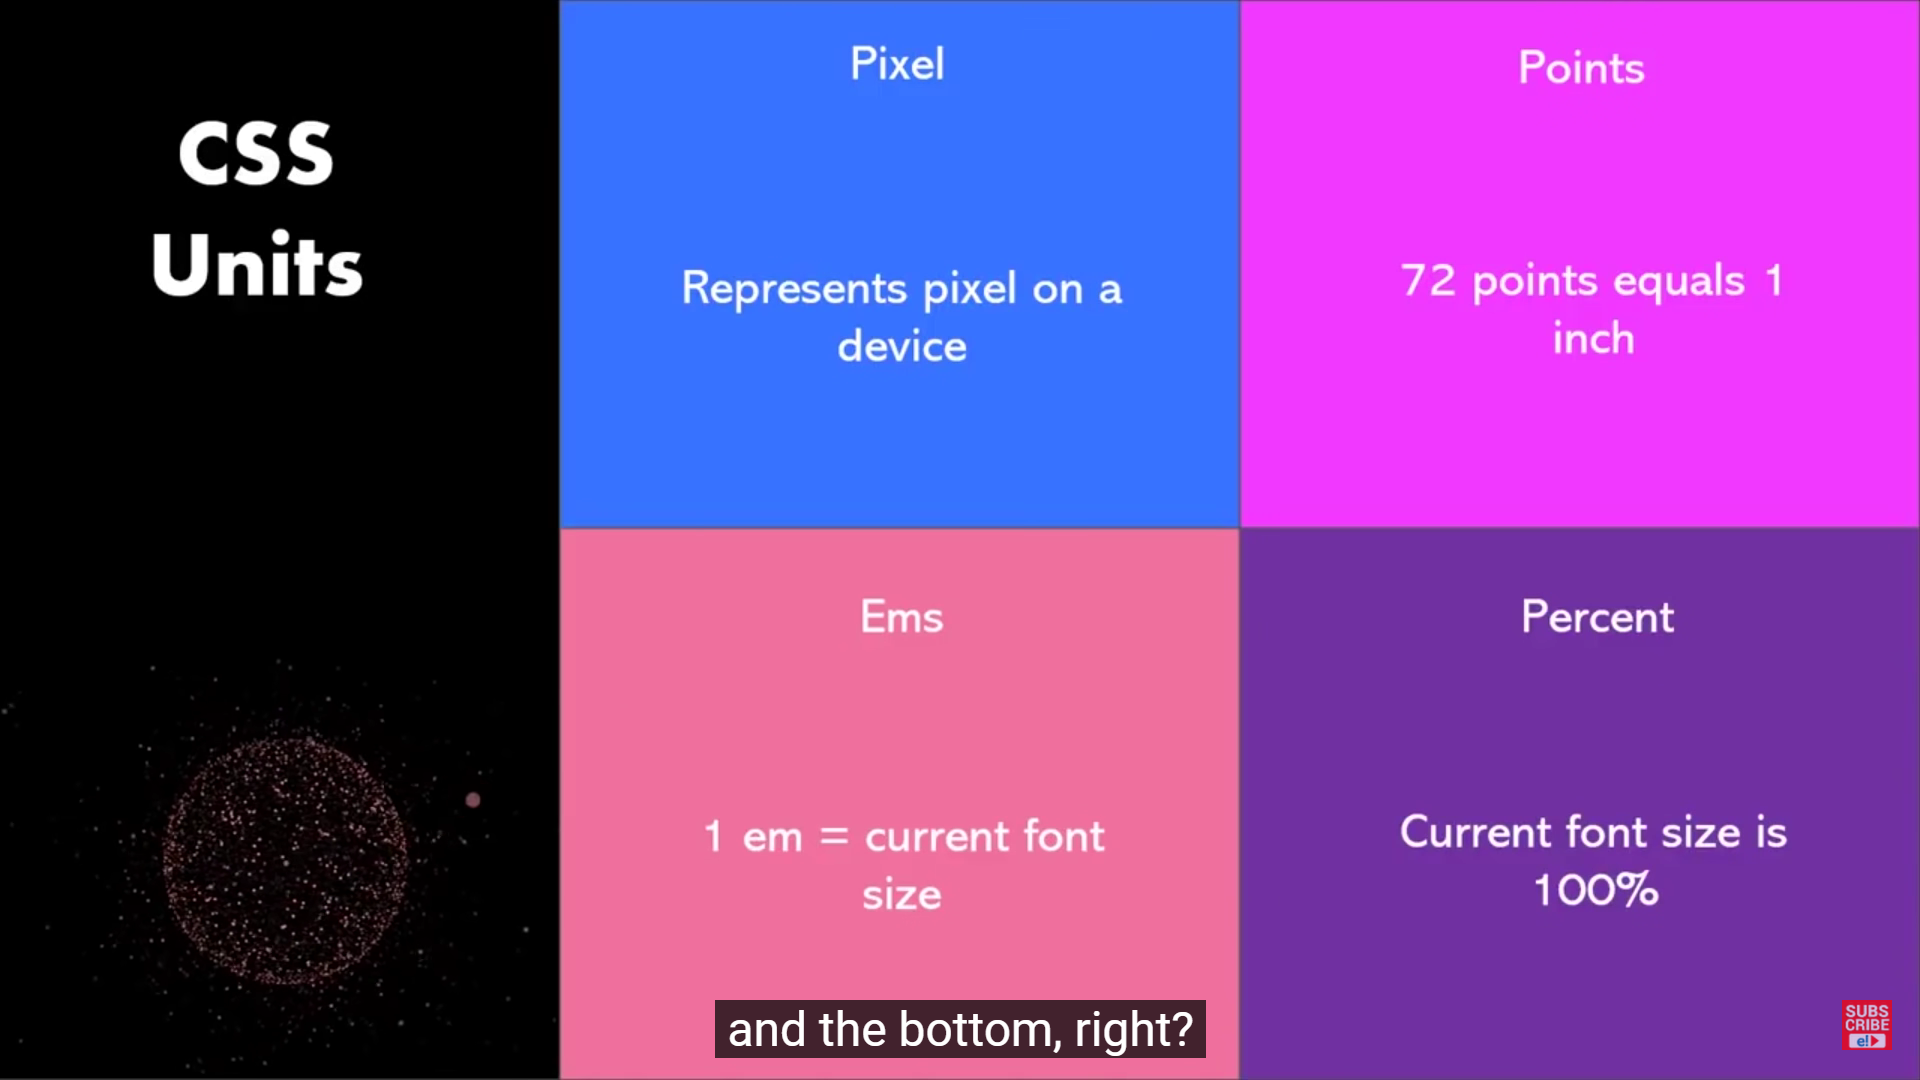 CSS
Units
Pixel
Represents pixel on a
device
Points
72 points equals 1
inch
Ems
1 em = current font
size
Percent
Current font size is
100%
and the bottom, right?
SUBS
CRIBE
e!